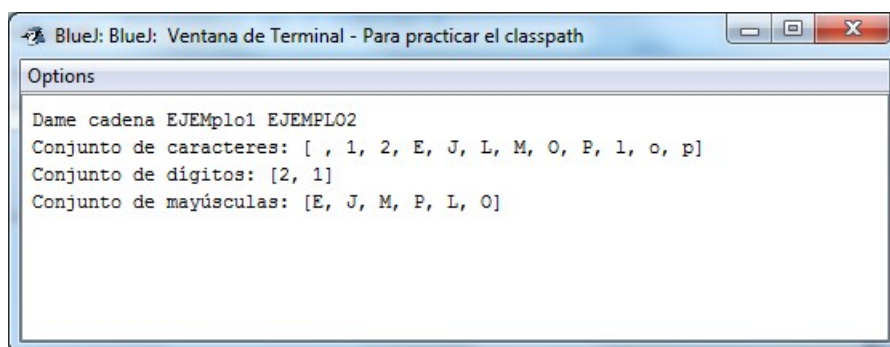 BlueJ: BlueJ: Ventana de Terminal - Para practicar el classpath
Options
Dame cadena EJEMplo1 EJEMPLO2
Conjunto de caracteres: [ , 1, 2, E, J, L, M, O, P, l, o, p]
Conjunto de dígitos: [2, 1]
Conjunto de mayúsculas: [E, J, M, P, L, O]